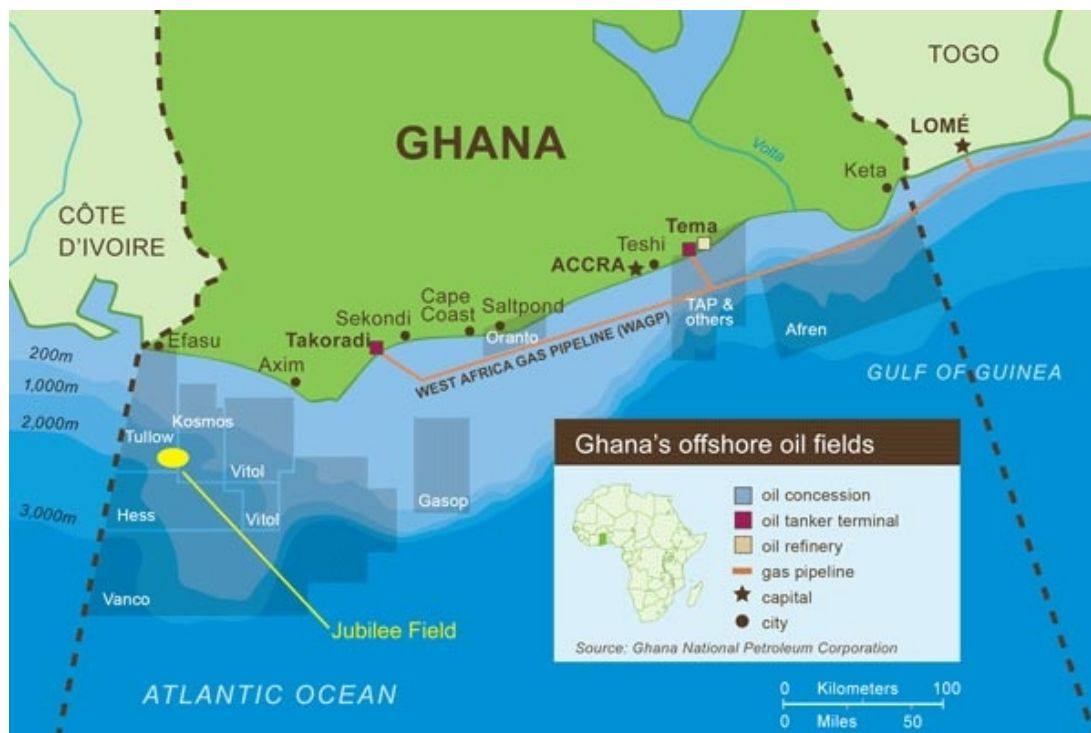 TOGO
LOMÉ
GHANA
Volta
Keta
CÔTE
D'IVOIRE
Tema
Teshi
ACCRA
Cape
Coast
Saltpond
Sekondi
Takoradi
Oranto
TAP &
others
Afren
WEST AFRICA GAS PIPELINE (WAGP)
Efasu
Axim
200m
1,000m
2,000m
3,000m
GULF OF GUINEA
Kosmos
Tullow
Vitol
Hess
Vitol
Gasop
Vanco
Jubilee Field
ATLANTIC OCEAN
Ghana's offshore oil fields
oil concession
oil tanker terminal
oil refinery
gas pipeline
capital
city
Source: Ghana National Petroleum Corporation
0 Kilometers 100
0 Miles 50